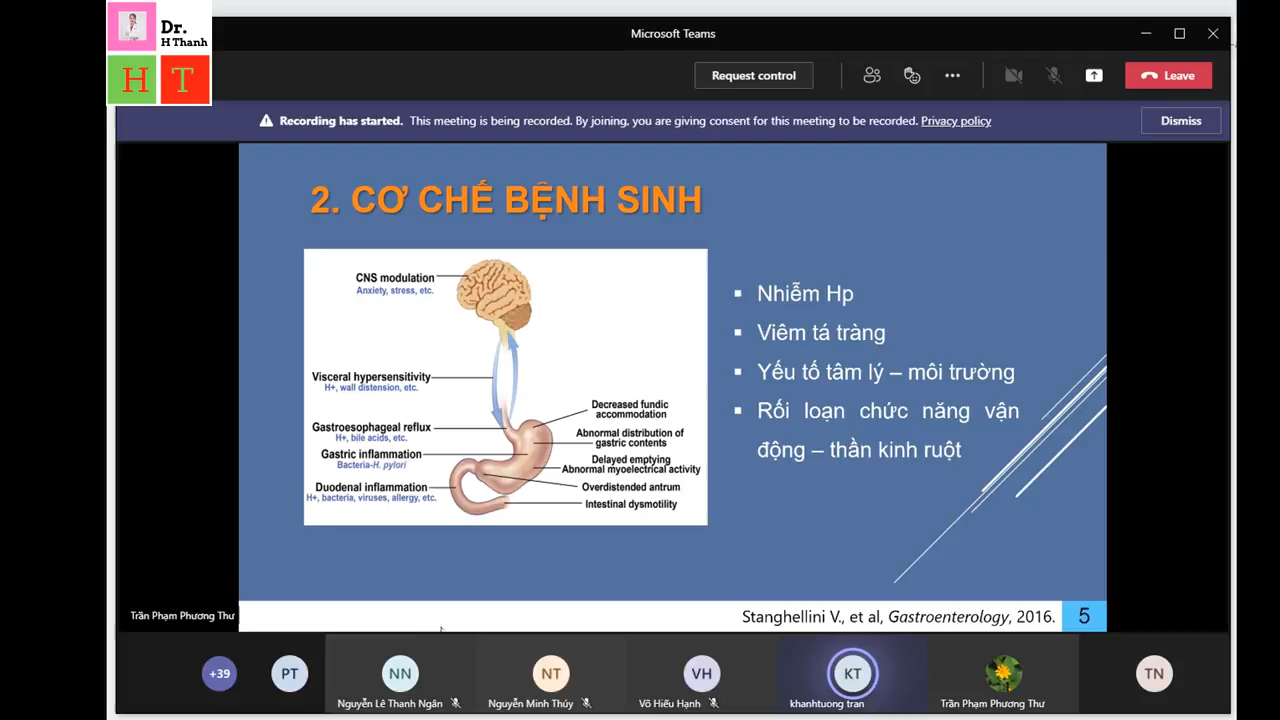 Dr.
H Thanh
H T
Microsoft Teams
Request control
Leave
Recording has started. This meeting is being recorded. By joining, you are giving consent for this meeting to be recorded. Privacy policy
Dismiss
2. CƠ CHẾ BỆNH SINH
CNS modulation
Anxiety, stress, etc.
Visceral hypersensitivity
H+, wall distension, etc.
Gastroesophageal reflux
H+, bile acids, etc.
Gastric inflammation
Bacteria-H. pylori
Duodenal inflammation
H+, bacteria, viruses, allergy, etc.
Decreased fundic
accommodation
Abnormal distribution of
gastric contents
Delayed emptying
Abnormal myoelectrical activity
Overdistended antrum
Intestinal dysmotility
▪ Nhiễm Hp
▪ Viêm tá tràng
▪ Yếu tố tâm lý – môi trường
▪ Rối loạn chức năng vận
động – thần kinh ruột
Trần Phạm Phương Thư
Stanghellini V., et al, Gastroenterology, 2016.
5
+39
PT
NN
Nguyễn Lê Thanh Ngân
NT
Nguyễn Minh Thúy
VH
Võ Hiếu Hạnh
KT
khanhtuong tran
Trần Phạm Phương Thư
TN